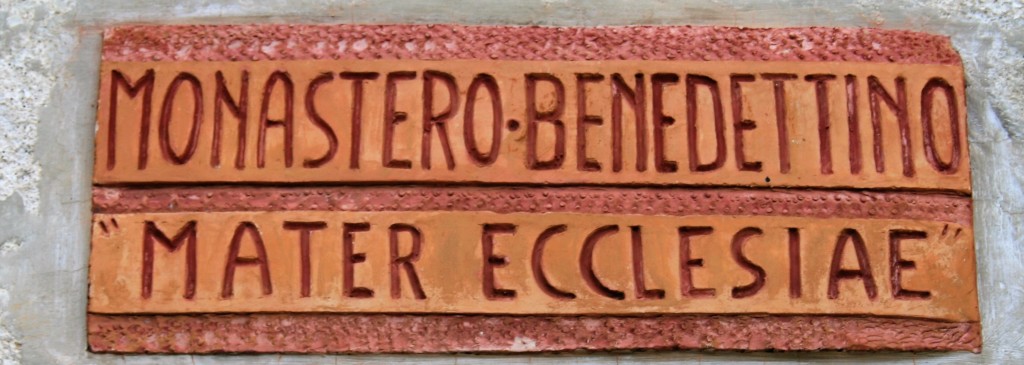 MONASTERO·BENEDETTINO
"MATER ECCLESIAE"